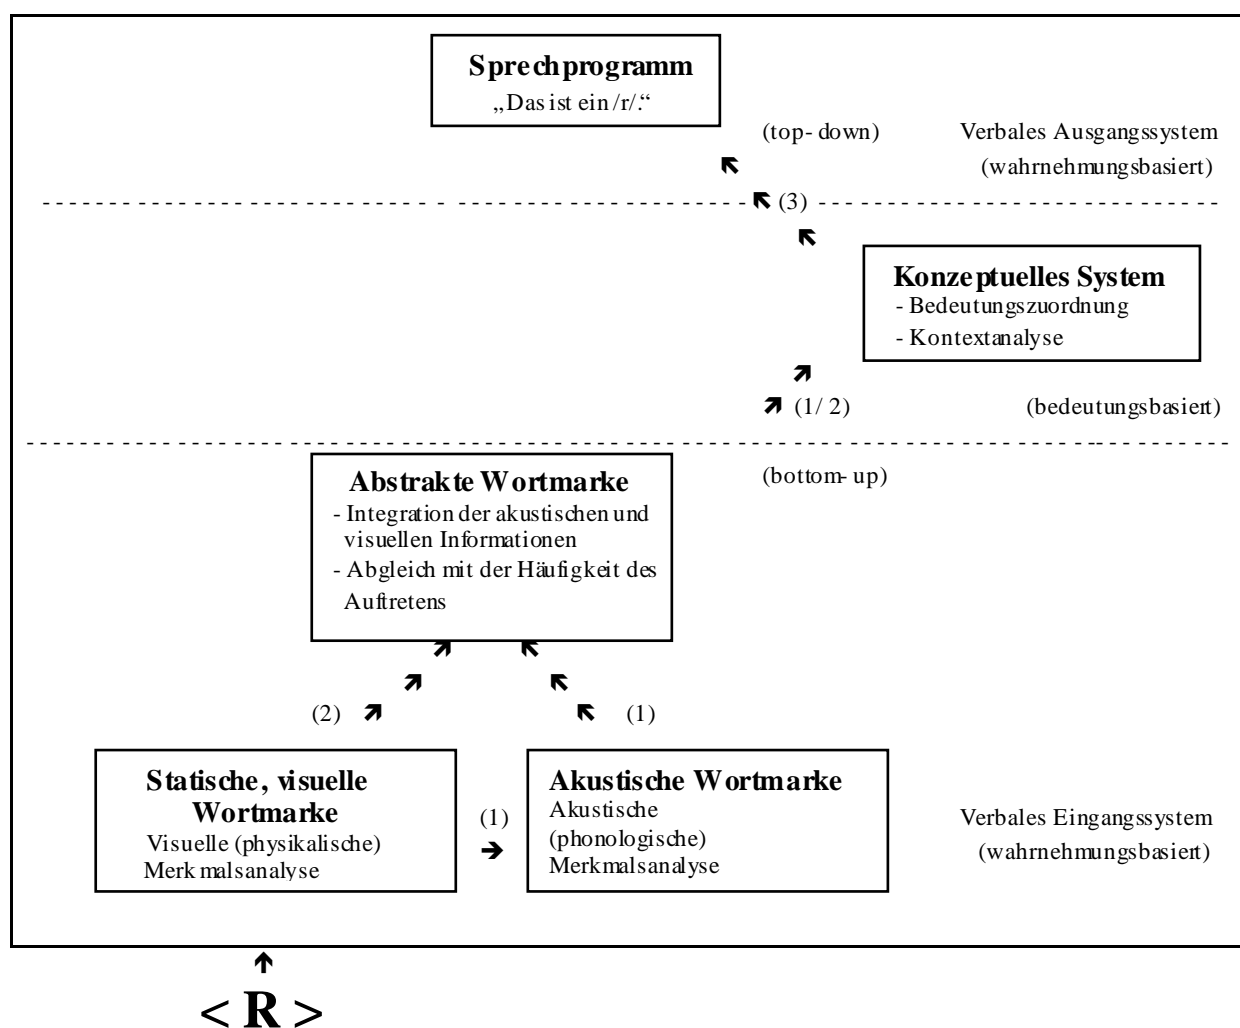 Sprechprogramm
„Das ist ein /r/.“
(top-down) Verbales Ausgangssystem
(wahrnehmungsbasiert)
(3)
Konzeptuelles System
- Bedeutungszuordnung
- Kontextanalyse
(1/2) (bedeutungsbasiert)
Abstrakte Wortmarke
(bottom-up)
- Integration der akustischen und
visuellen Informationen
- Abgleich mit der Häufigkeit des
Auftretens
(2) (1)
Statische, visuelle
Wortmarke
Visuelle (physikalische)
Merkmalsanalyse
(1)
Akustische Wortmarke
Akustische
(phonologische)
Merkmalsanalyse
Verbales Eingangssystem
(wahrnehmungsbasiert)
< R >